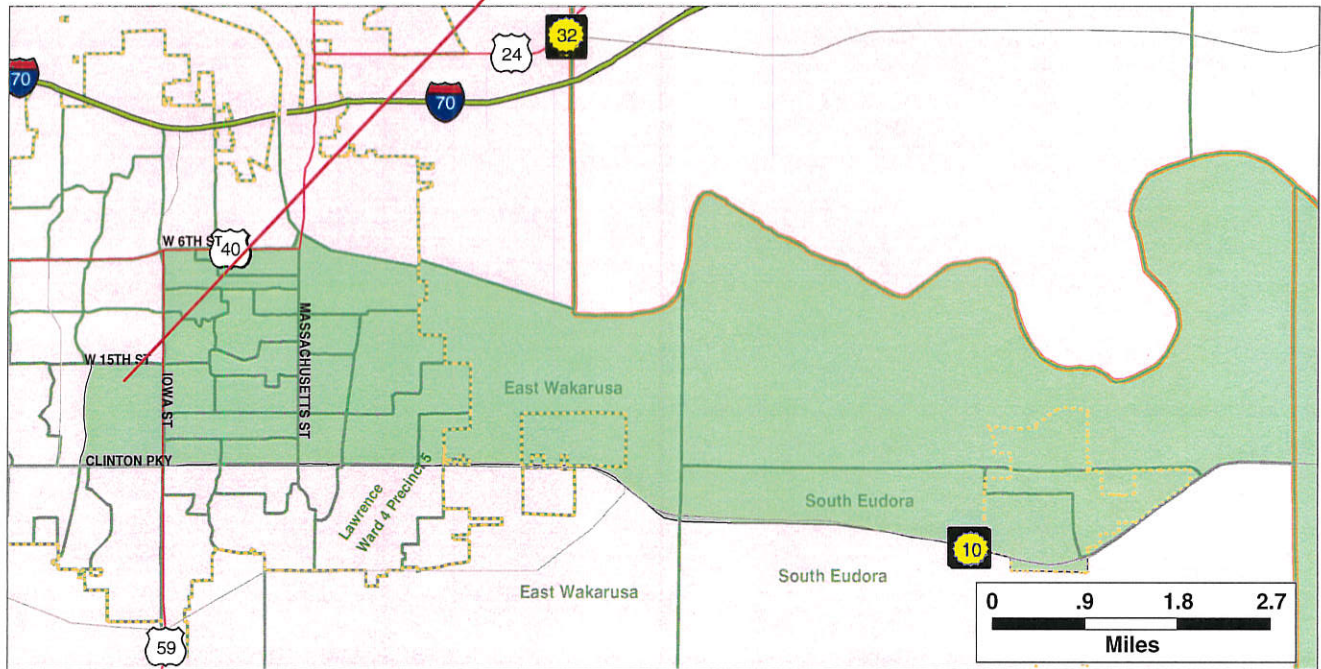 32
24
70
70
W 6TH ST
40
MASSACHUSETTS ST
W 15TH ST
IOWA ST
East Wakarusa
CLINTON PKY
Lawrence
Ward 4 Precinct 5
South Eudora
10
South Eudora
East Wakarusa
0 .9 1.8 2.7
Miles
59